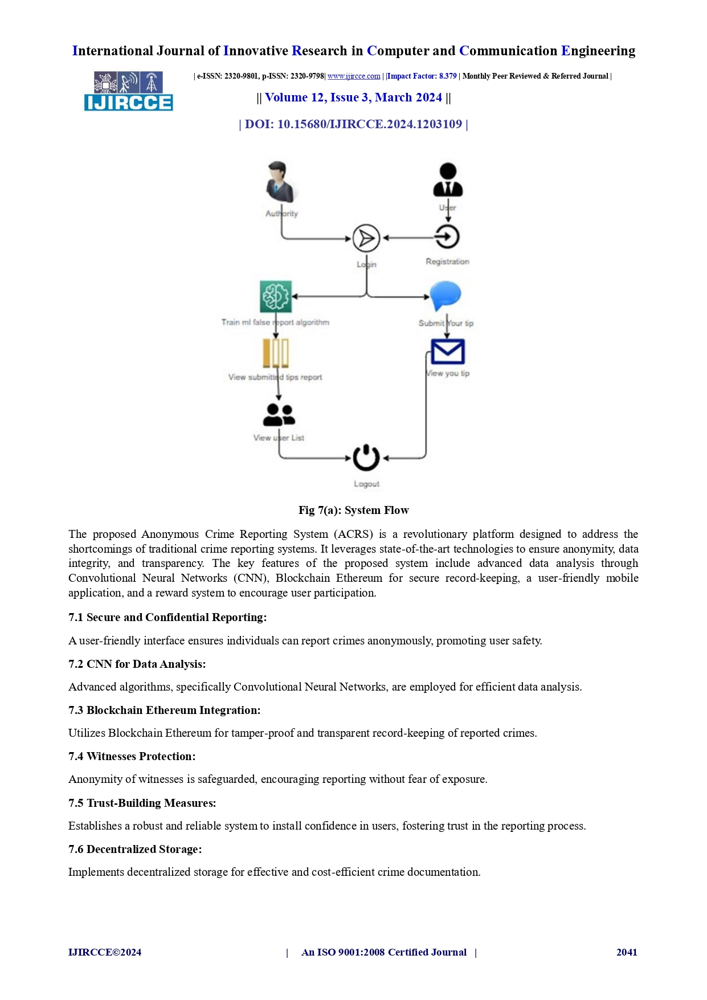 International Journal of Innovative Research in Computer and Communication Engineering
| e-ISSN: 2320-9801, p-ISSN: 2320-9798| www.ijircce.com | |Impact Factor: 8.379 | Monthly Peer Reviewed & Referred Journal |
IJIRCCE
|| Volume 12, Issue 3, March 2024 ||
| DOI: 10.15680/IJIRCCE.2024.1203109 |
User
Authority
Registration
Login
Train ml false report algorithm
Submit Your tip
View submitted tips report
View you tip
View user List
Logout
Fig 7(a): System Flow
The proposed Anonymous Crime Reporting System (ACRS) is a revolutionary platform designed to address the
shortcomings of traditional crime reporting systems. It leverages state-of-the-art technologies to ensure anonymity, data
integrity, and transparency. The key features of the proposed system include advanced data analysis through
Convolutional Neural Networks (CNN), Blockchain Ethereum for secure record-keeping, a user-friendly mobile
application, and a reward system to encourage user participation.
7.1 Secure and Confidential Reporting:
A user-friendly interface ensures individuals can report crimes anonymously, promoting user safety.
7.2 CNN for Data Analysis:
Advanced algorithms, specifically Convolutional Neural Networks, are employed for efficient data analysis.
7.3 Blockchain Ethereum Integration:
Utilizes Blockchain Ethereum for tamper-proof and transparent record-keeping of reported crimes.
7.4 Witnesses Protection:
Anonymity of witnesses is safeguarded, encouraging reporting without fear of exposure.
7.5 Trust-Building Measures:
Establishes a robust and reliable system to install confidence in users, fostering trust in the reporting process.
7.6 Decentralized Storage:
Implements decentralized storage for effective and cost-efficient crime documentation.
IJIRCCE©2024 | An ISO 9001:2008 Certified Journal | 2041